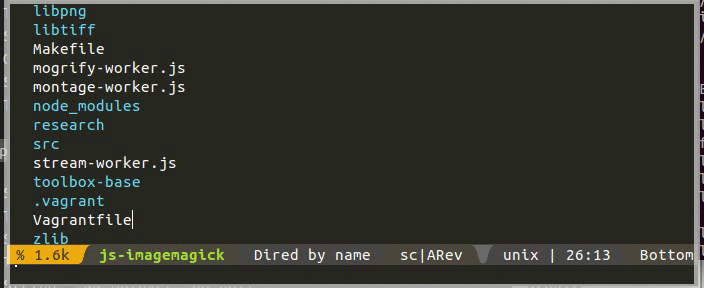 libpng
libtiff
Makefile
mogrify-worker.js
montage-worker.js
node_modules
research
src
stream-worker.js
toolbox-base
.vagrant
Vagrantfile
zlib
% 1.6k js-imagemagick Dired by name sc|ARev unix | 26:13 Bottom